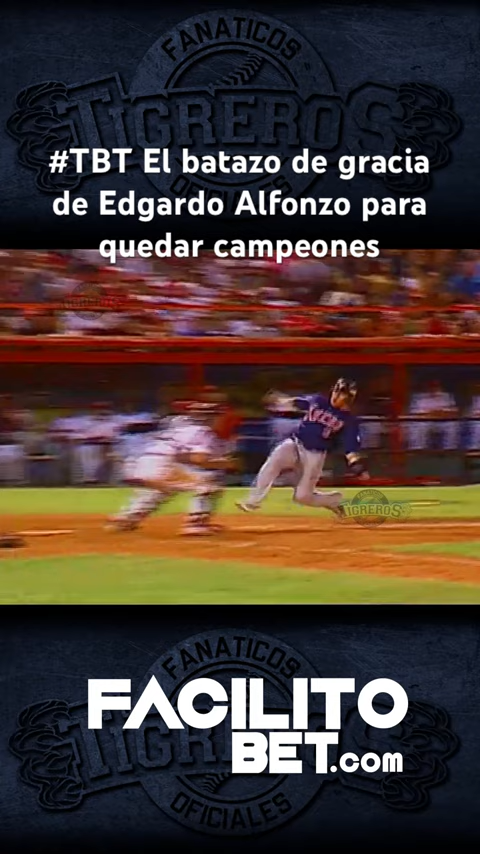 FANATICOS
TIGREROS
#TBT El batazo de gracia
de Edgardo Alfonzo para
quedar campeones
TIGREROS
FANATICOS
FACILITO
BET.com
TIGREROS
OFICIALES